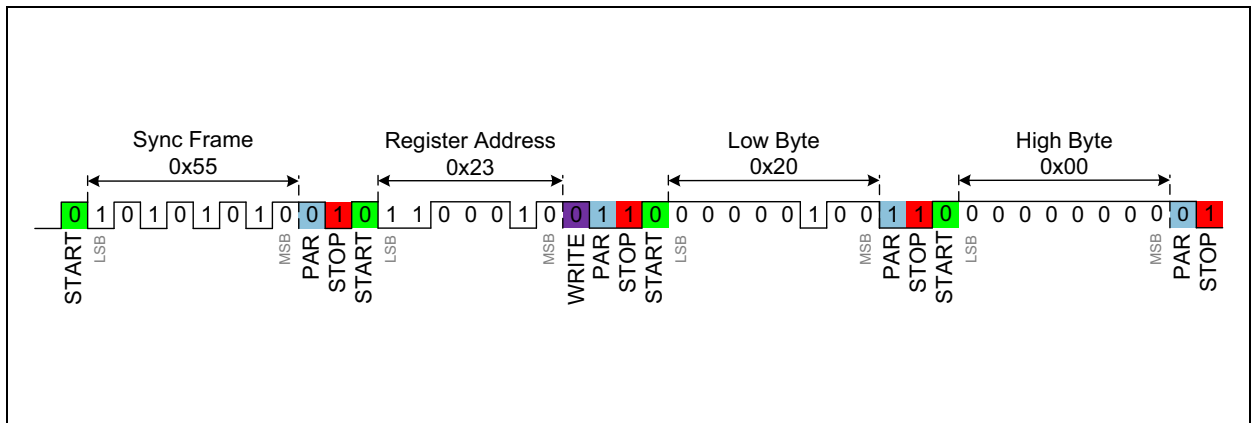 Sync Frame
0x55
Register Address
0x23
Low Byte
0x20
High Byte
0x00
0 1 0 1 0 1 0 1 0 0 1 0 1 1 0 0 0 1 0 0 1 1 0 0 0 0 0 0 1 0 0 1 1 0 0 0 0 0 0 0 0 0 0 1
START
LSB
MSB
PAR
STOP
START
LSB
MSB
WRITE
PAR
STOP
START
LSB
MSB
PAR
STOP
START
LSB
MSB
PAR
STOP